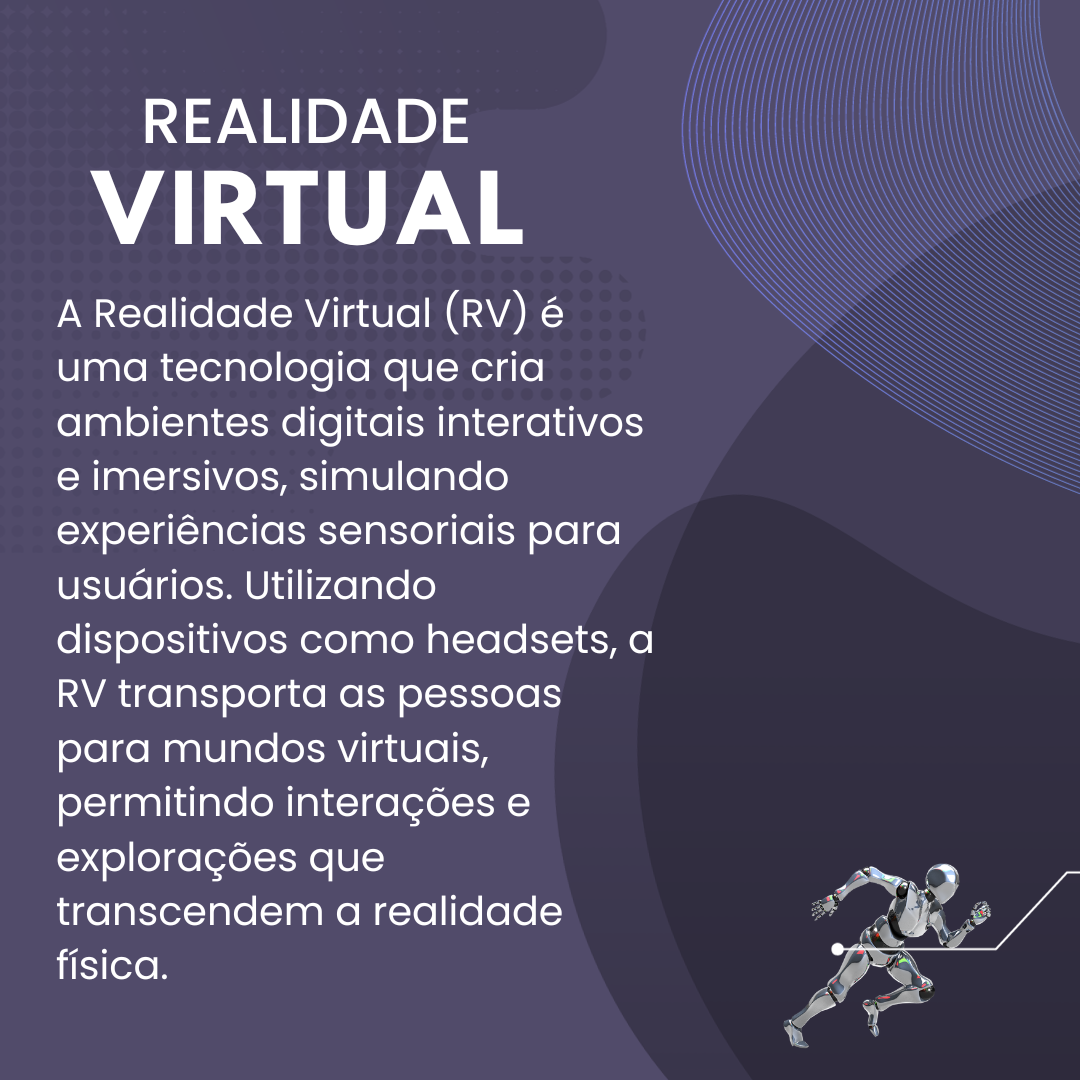 REALIDADE
VIRTUAL
A Realidade Virtual (RV) é
uma tecnologia que cria
ambientes digitais interativos
e imersivos, simulando
experiências sensoriais para
usuários. Utilizando
dispositivos como headsets, a
RV transporta as pessoas
para mundos virtuais,
permitindo interações e
explorações que
transcendem a realidade
física.